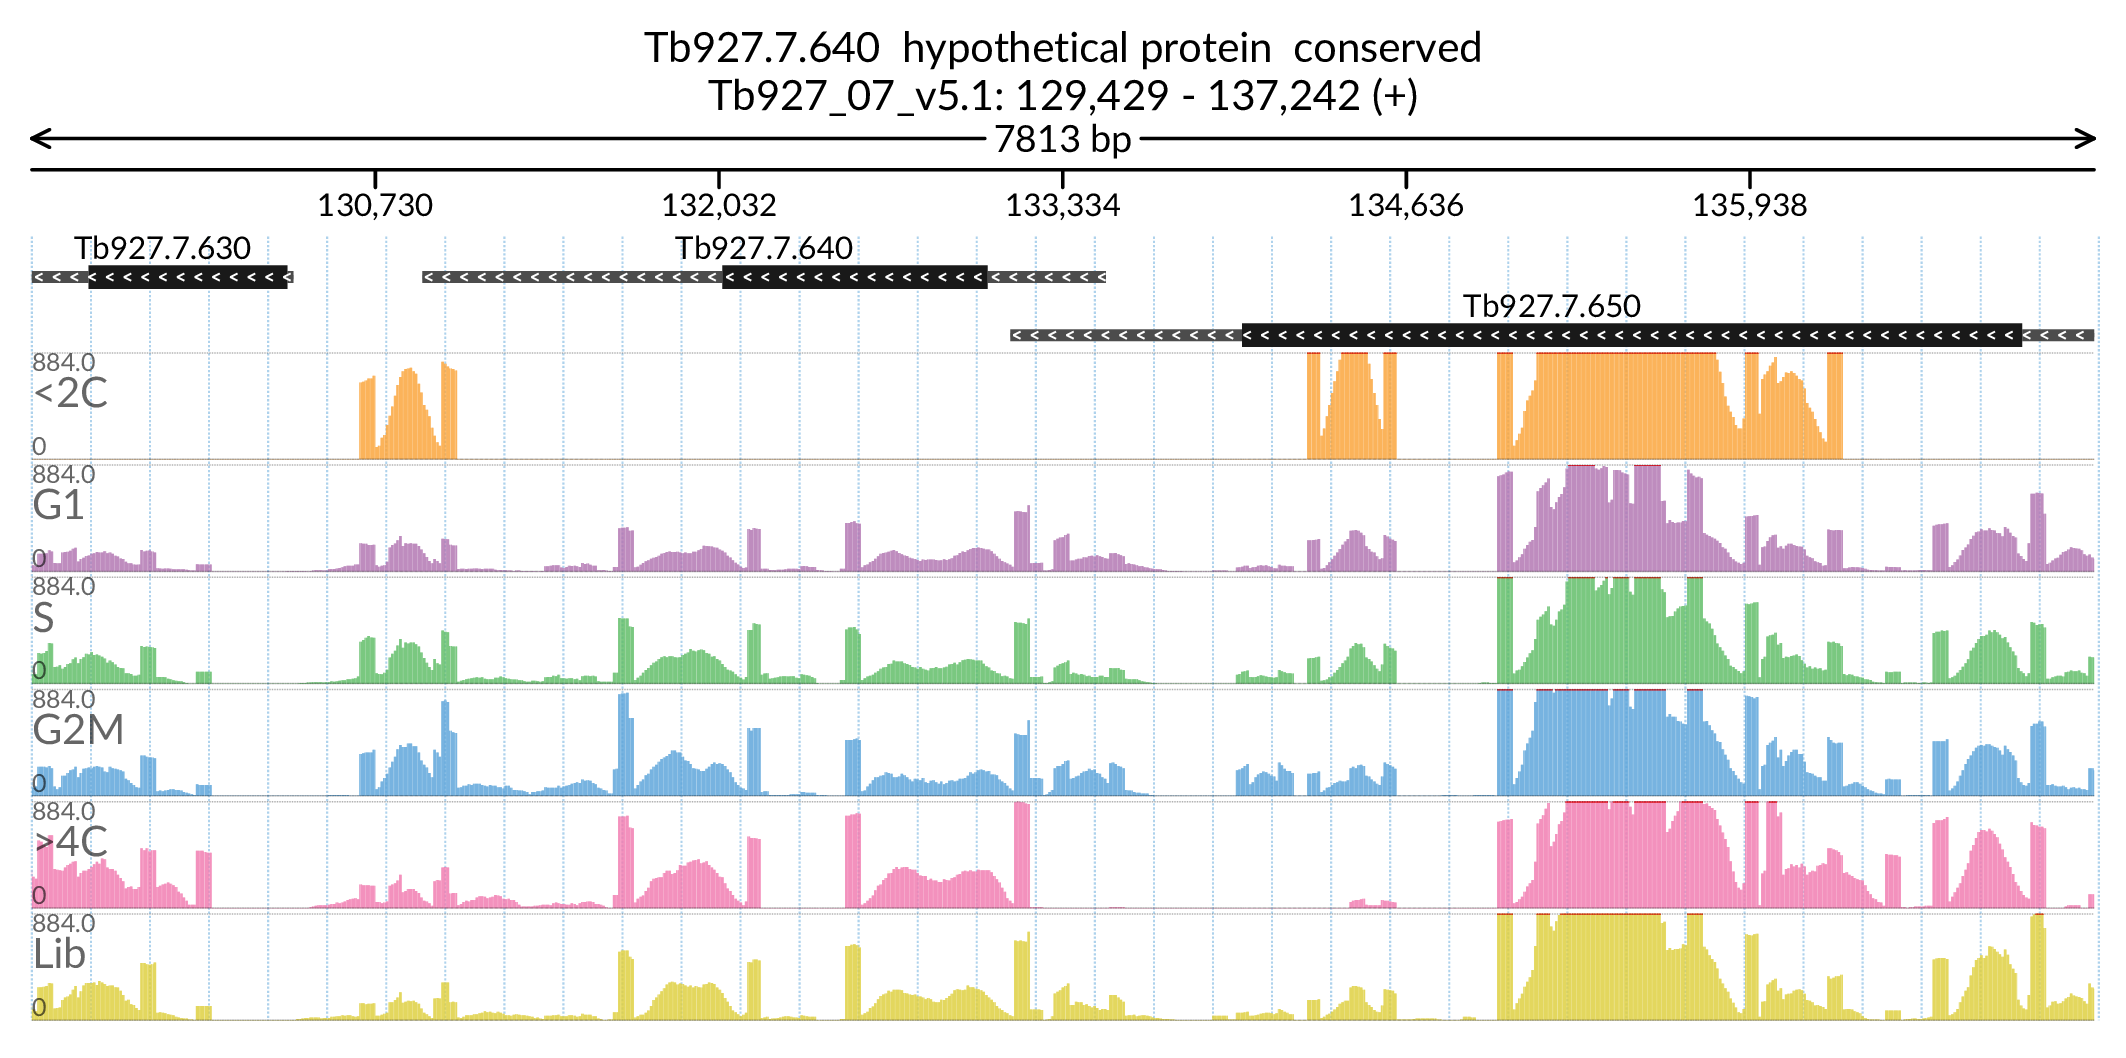 Tb927.7.640  hypothetical protein  conserved
Tb927_07_v5.1: 129,429 - 137,242 (+)
7813 bp
130,730 132,032 133,334 134,636 135,938
Tb927.7.630 Tb927.7.640
Tb927.7.650
884.0
<2C
0
884.0
G1
0
884.0
S
0
884.0
G2M
0
884.0
>4C
0
884.0
Lib
0